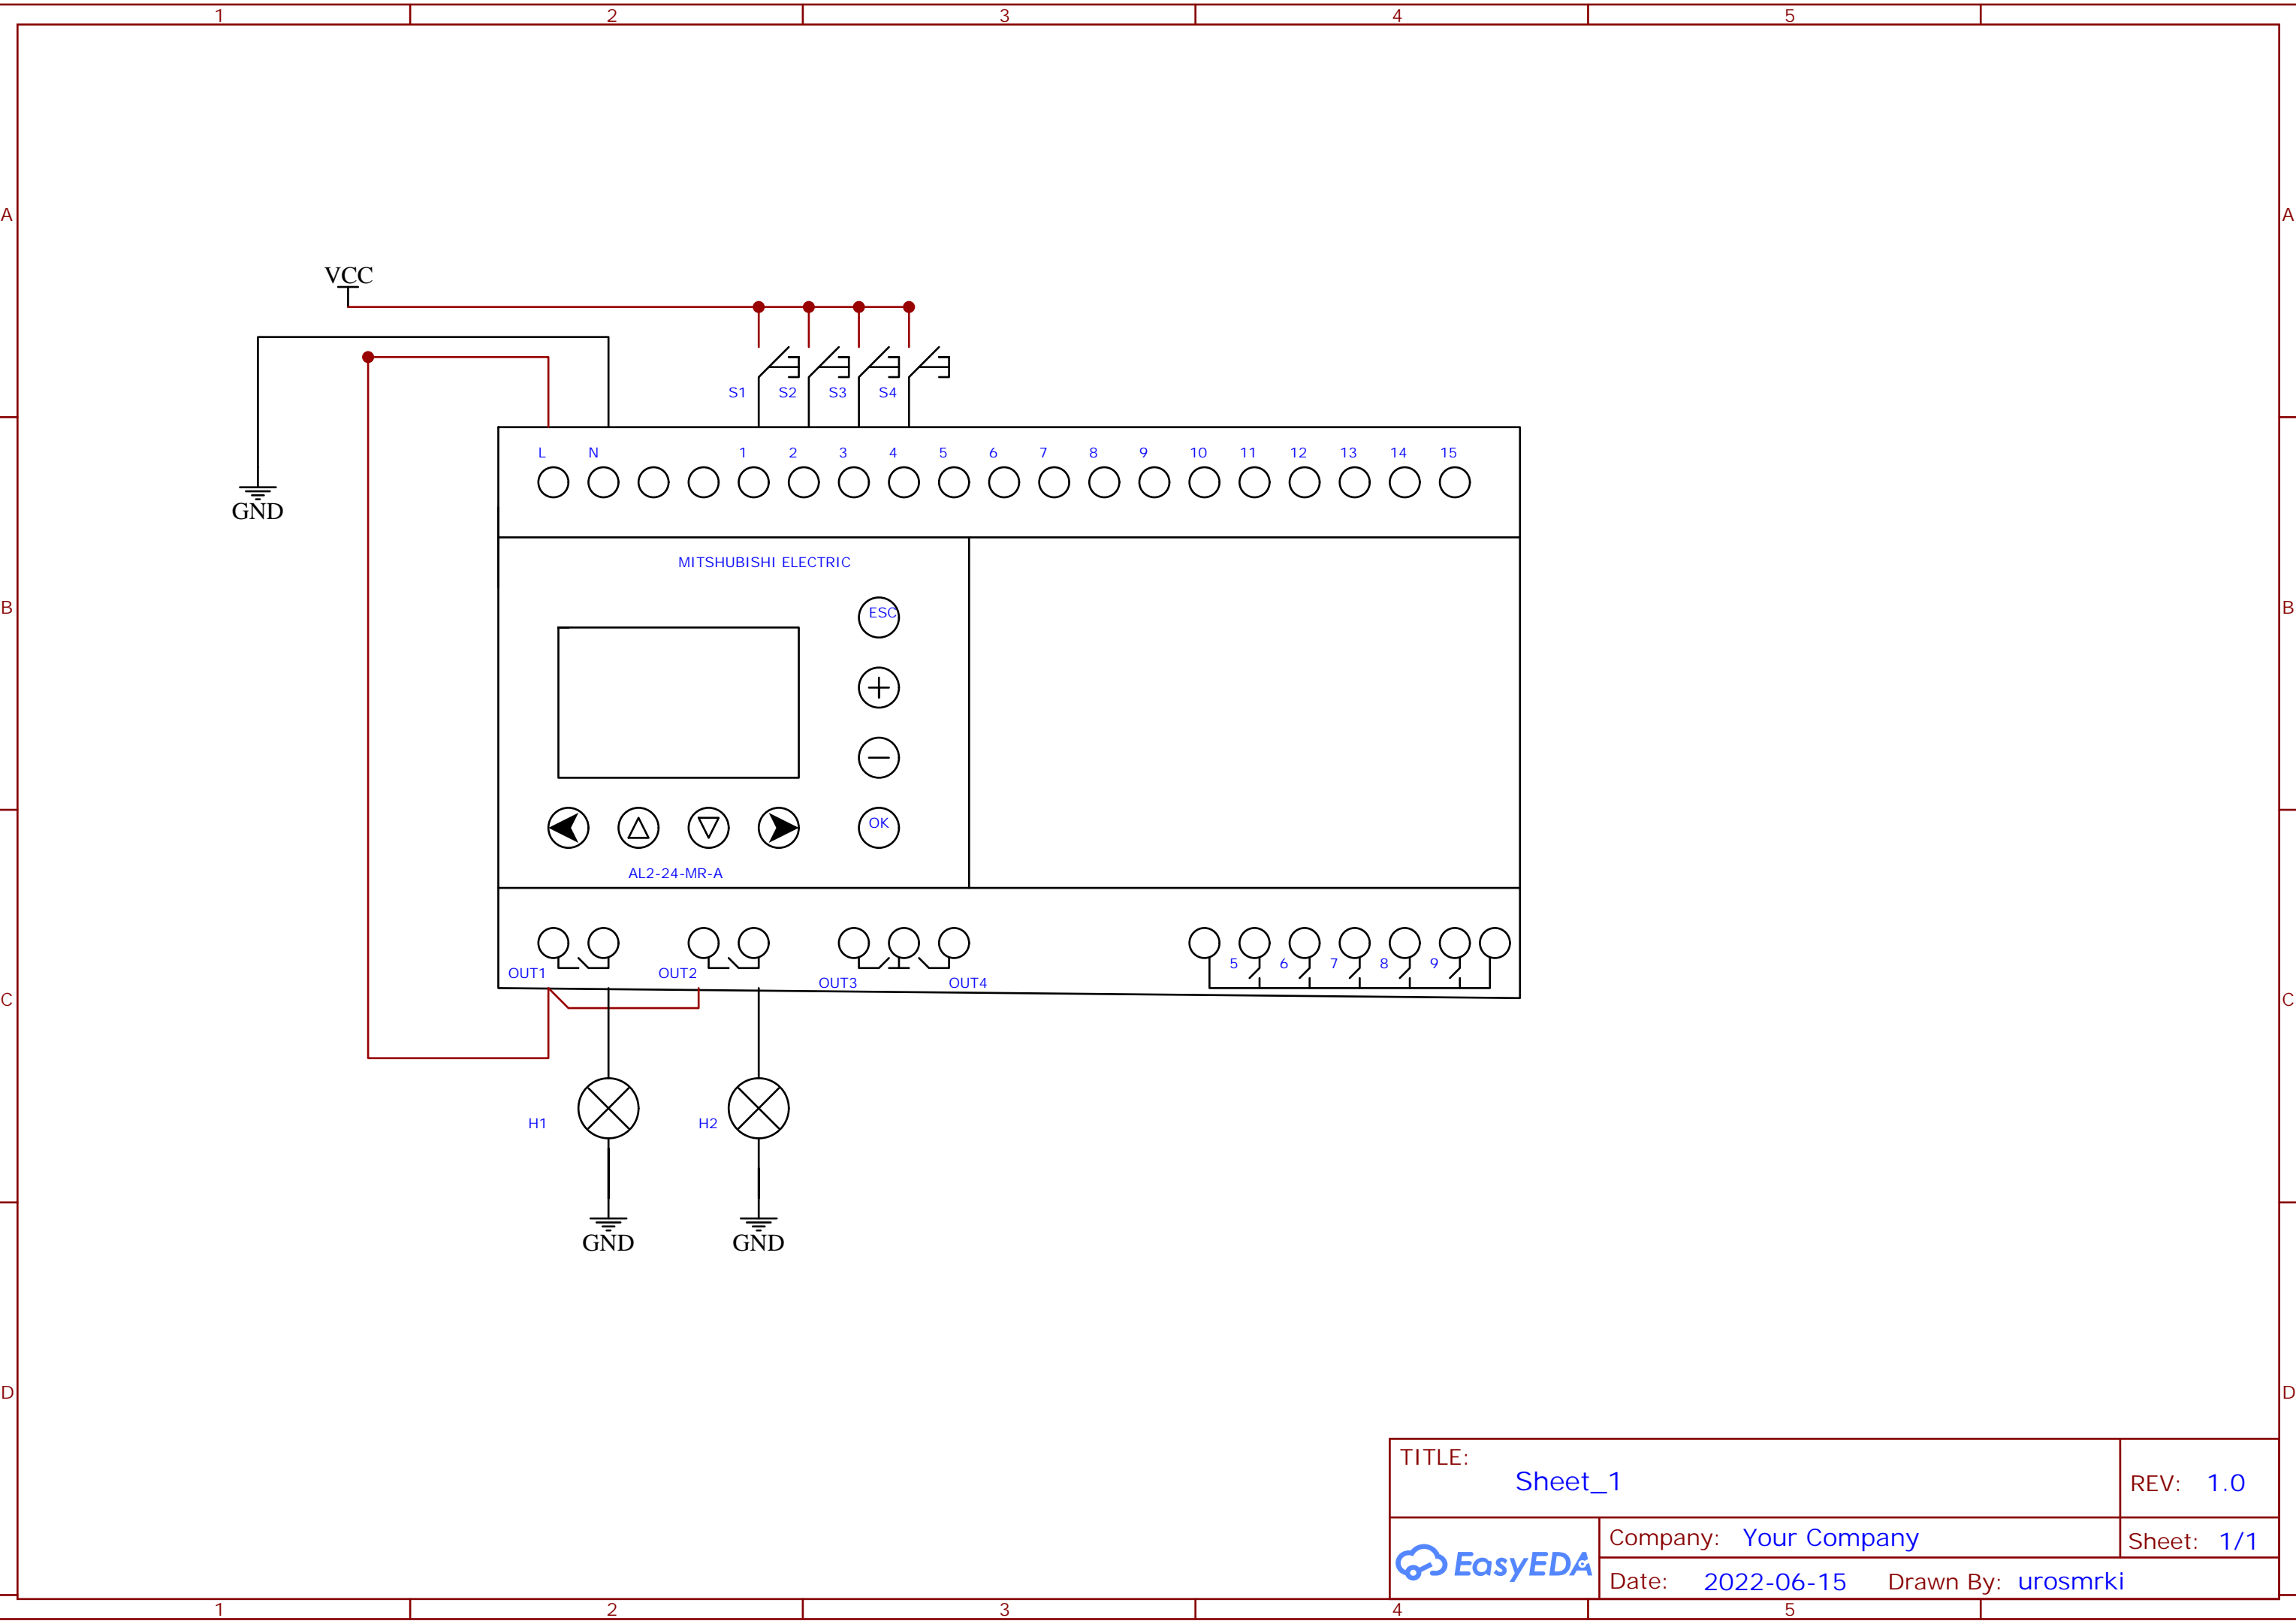 1 2 3 4 5
A A
VCC
S1 S2 S3 S4
L N 1 2 3 4 5 6 7 8 9 10 11 12 13 14 15
GND
MITSHUBISHI ELECTRIC
B B
ESC
OK
AL2-24-MR-A
5 6 7 8 9
OUT1 OUT2 OUT3 OUT4
C C
H1 H2
GND GND
D D
TITLE:
Sheet_1
REV: 1.0
EasyEDA
Company: Your Company
Sheet: 1/1
Date: 2022-06-15 Drawn By: urosmrki
1 2 3 4 5